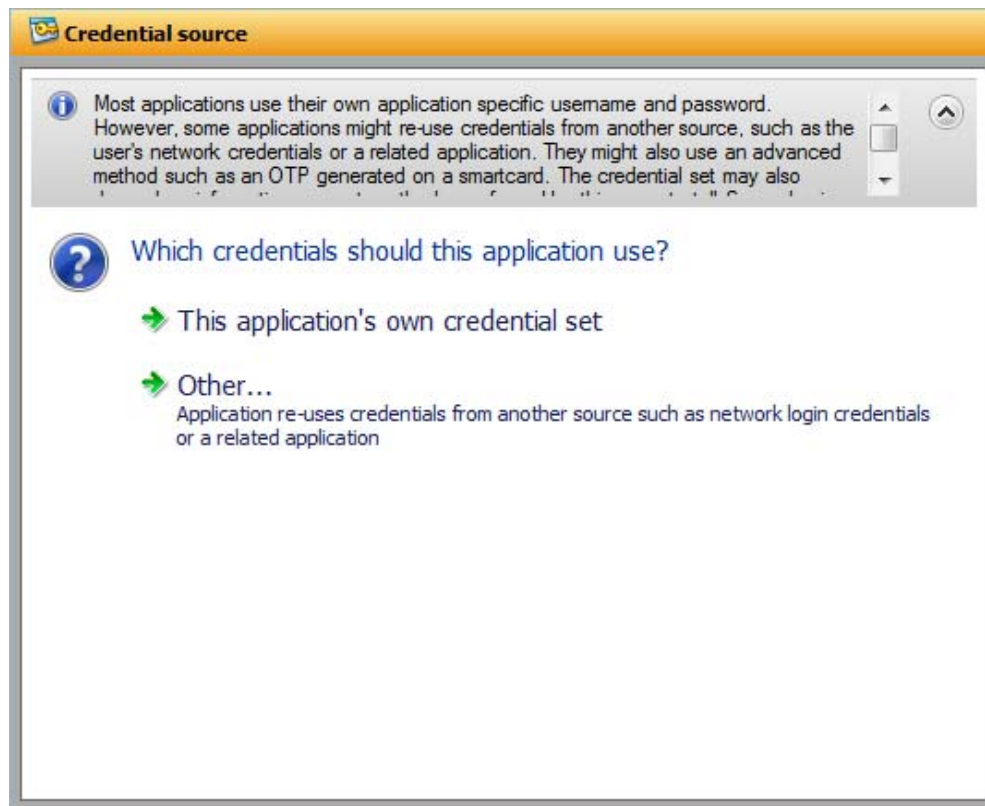 Credential source
Most applications use their own application specific username and password.
However, some applications might re-use credentials from another source, such as the
user's network credentials or a related application. They might also use an advanced
method such as an OTP generated on a smartcard. The credential set may also
Which credentials should this application use?
This application's own credential set
Other...
Application re-uses credentials from another source such as network login credentials
or a related application